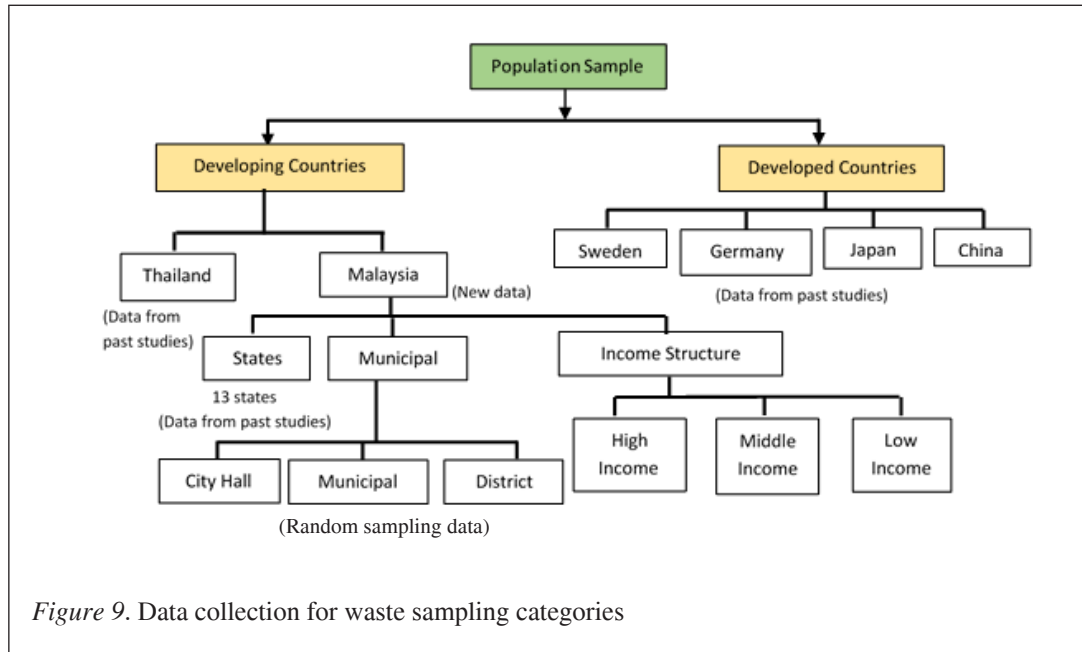 Population Sample
Developing Countries
Developed Countries
Thailand
Malaysia
Sweden
Germany
Japan
China
(New data)
(Data from past studies)
(Data from
past studies)
States
Municipal
Income Structure
13 states
(Data from past studies)
City Hall
Municipal
District
High
Income
Middle
Income
Low
Income
(Random sampling data)
Figure 9. Data collection for waste sampling categories